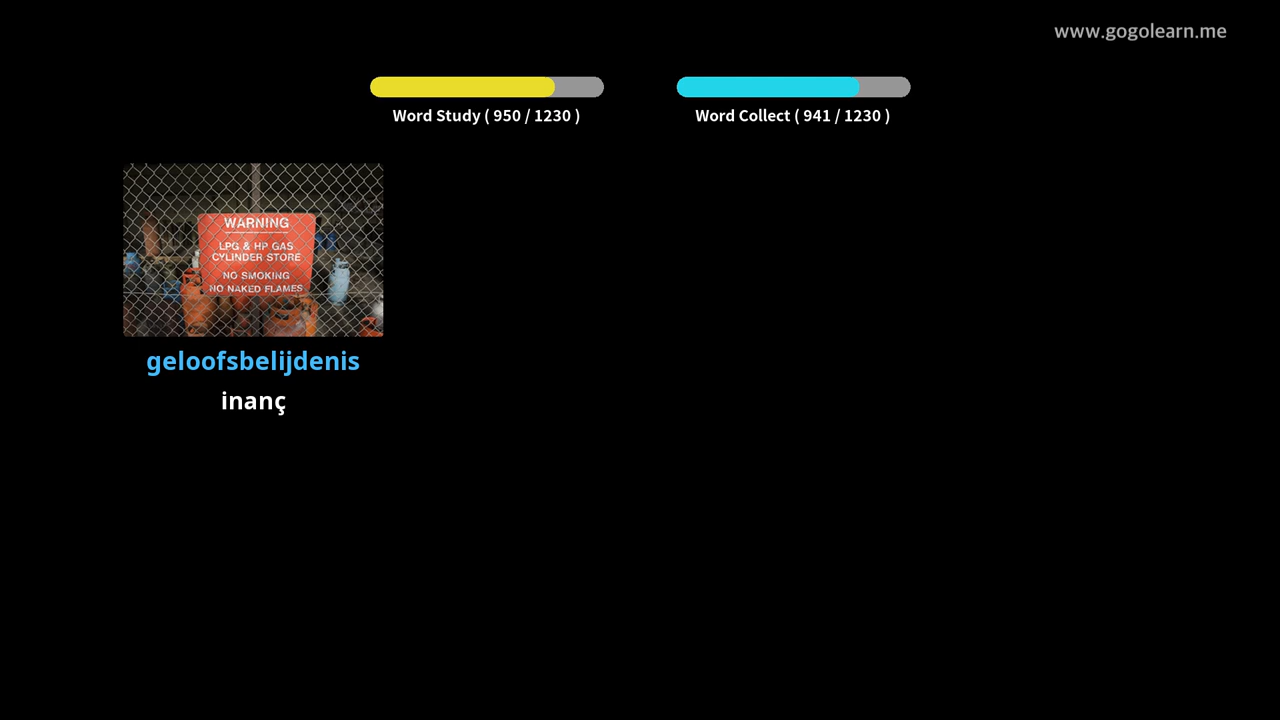 www.gogolearn.me
Word Study ( 950 / 1230 )
Word Collect ( 941 / 1230 )
WARNING
LPG & HP GAS
CYLINDER STORE
NO SMOKING
NO NAKED FLAMES
geloofsbelijdenis
inanç